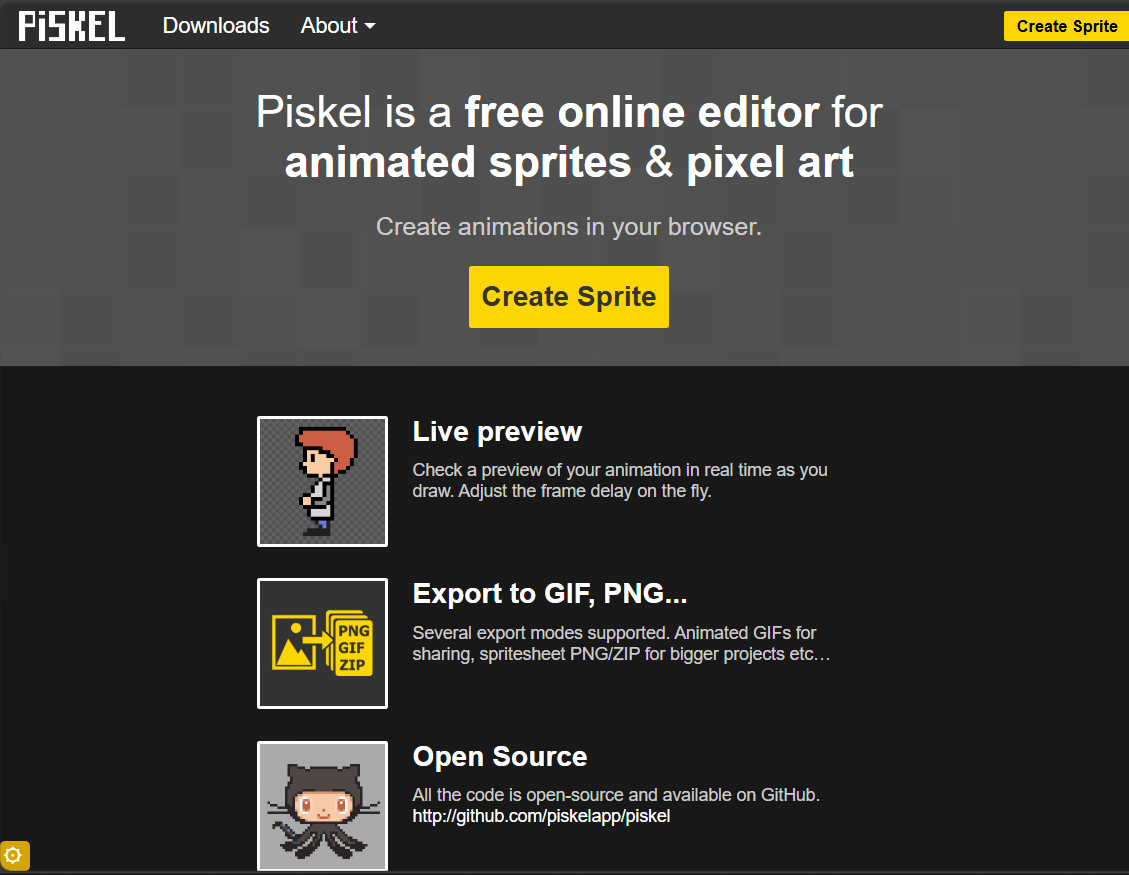 PiSKEL Downloads About Create Sprite
Piskel is a free online editor for
animated sprites & pixel art
Create animations in your browser.
Create Sprite
Live preview
Check a preview of your animation in real time as you
draw. Adjust the frame delay on the fly.
PNG
GIF
ZIP
Export to GIF, PNG...
Several export modes supported. Animated GIFs for
sharing, spritesheet PNG/ZIP for bigger projects etc…
Open Source
All the code is open-source and available on GitHub.
http://github.com/piskelapp/piskel